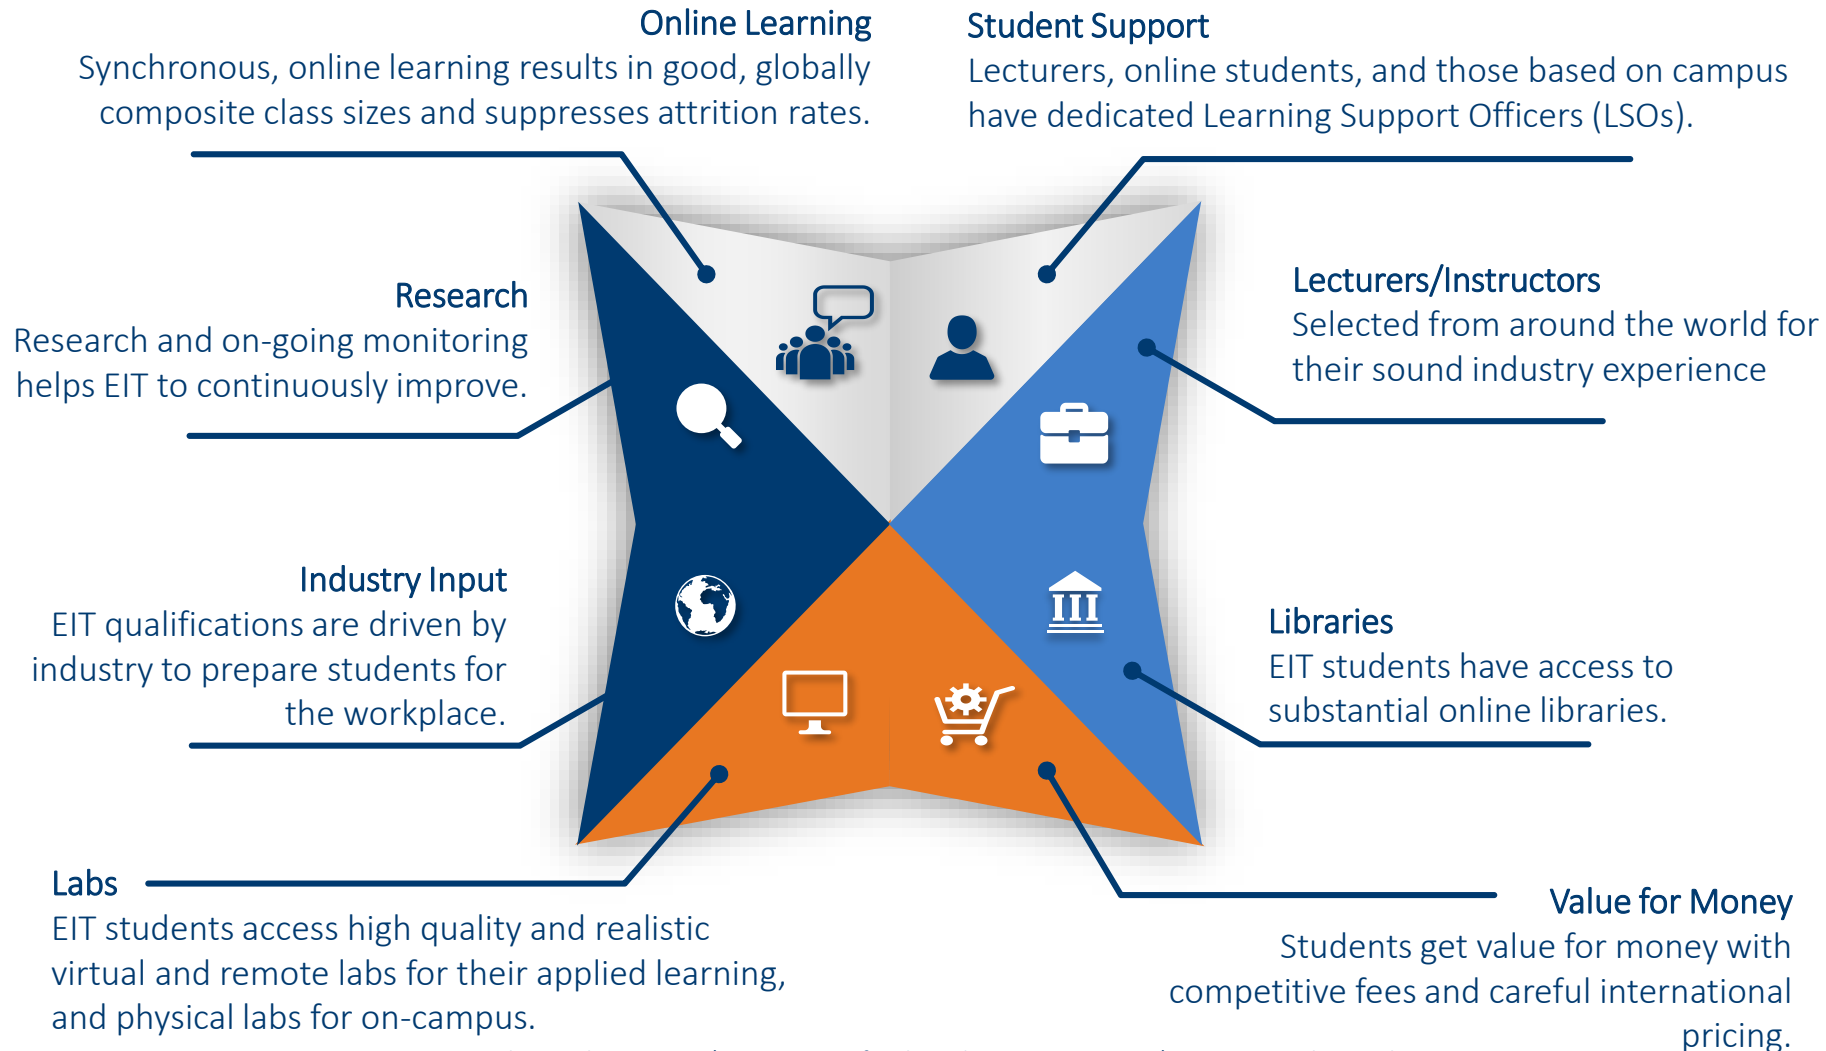 Online Learning
Synchronous, online learning results in good, globally
composite class sizes and suppresses attrition rates.
Student Support
Lecturers, online students, and those based on campus
have dedicated Learning Support Officers (LSOs).
Research
Research and on-going monitoring
helps EIT to continuously improve.
Lecturers/Instructors
Selected from around the world for
their sound industry experience
Industry Input
EIT qualifications are driven by
industry to prepare students for
the workplace.
Libraries
EIT students have access to
substantial online libraries.
Labs
EIT students access high quality and realistic
virtual and remote labs for their applied learning,
and physical labs for on-campus.
Value for Money
Students get value for money with
competitive fees and careful international
pricing.